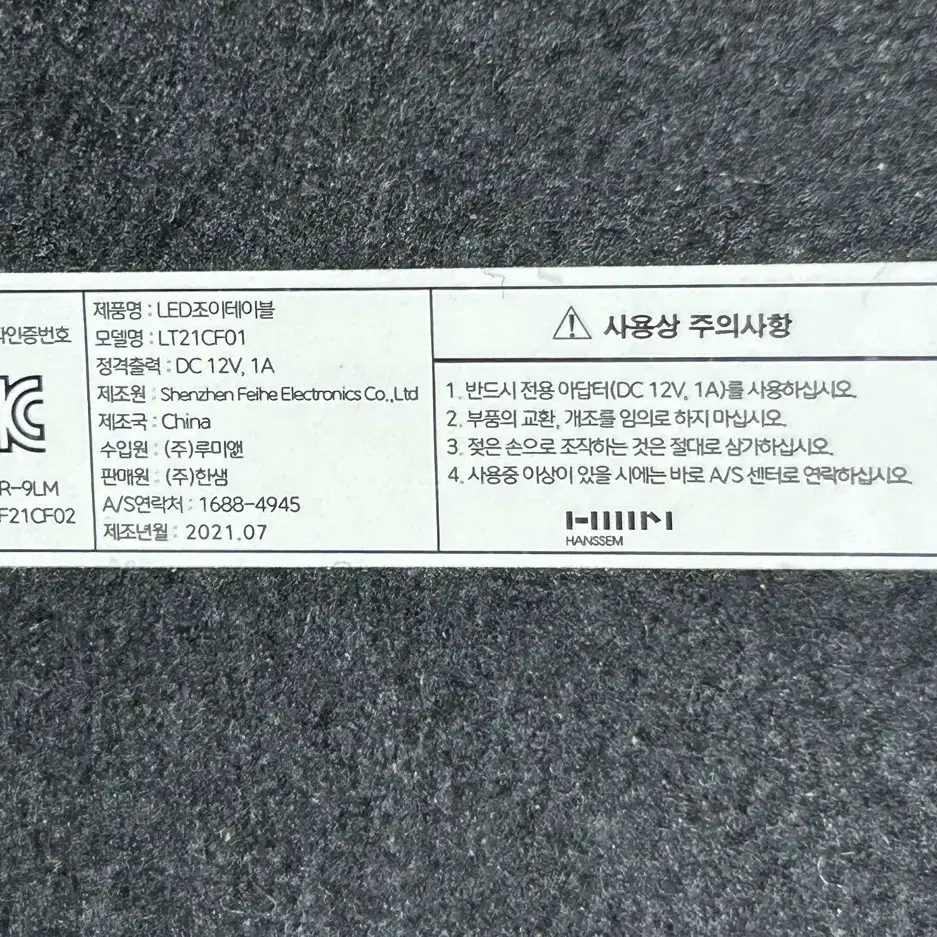 인증번호
R-9LM
F21CF02
제품명 : LED조이테이블
모델명 : LT21CF01
정격출력 : DC 12V, 1A
제조원 : Shenzhen Feihe Electronics Co.,Ltd
제조국 : China
수입원 : (주)루미앤
판매원 : (주)한샘
A/S연락처 : 1688-4945
제조년월 : 2021.07
사용상 주의사항
1. 반드시 전용 아답터(DC 12V, 1A)를 사용하십시오.
2. 부품의 교환, 개조를 임의로 하지 마십시오.
3. 젖은 손으로 조작하는 것은 절대로 삼가하십시오.
4. 사용중 이상이 있을 시에는 바로 A/S 센터로 연락하십시오.
HANSSEM